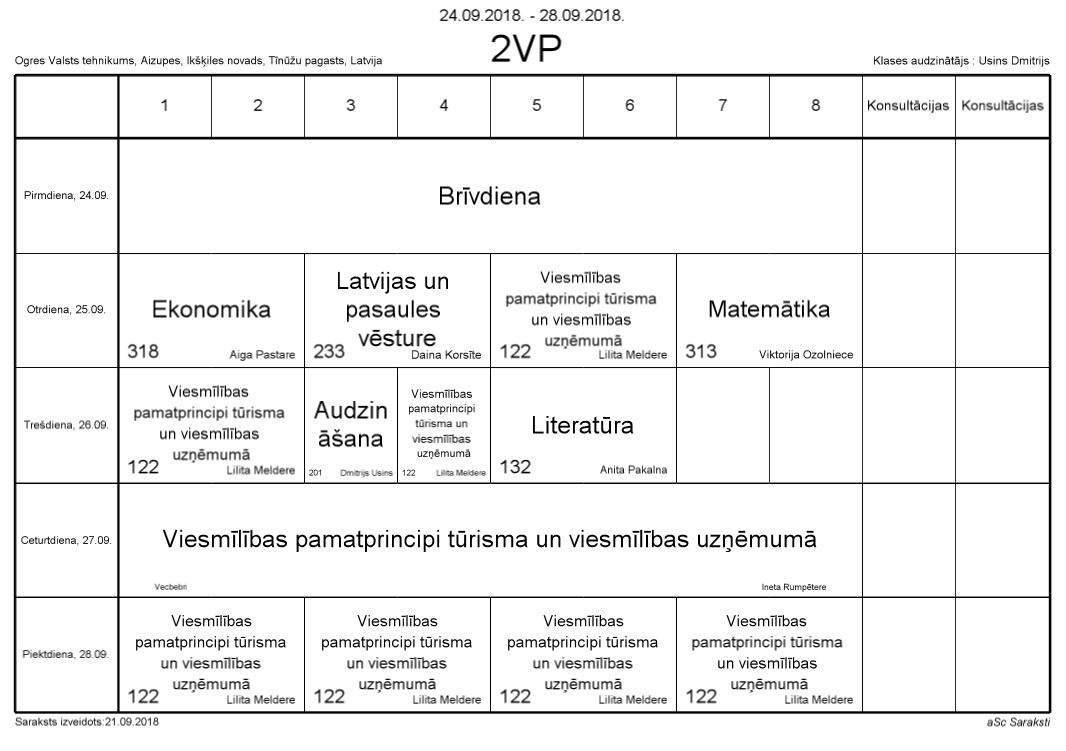 24.09.2018. - 28.09.2018.
2VP
Ogres Valsts tehnikums, Aizupes, Ikšķiles novads, Tīnūžu pagasts, Latvija
Klases audzinātājs : Usins Dmitrijs
1 2 3 4 5 6 7 8 Konsultācijas Konsultācijas
Pirmdiena, 24.09.
Brīvdiena
Otrdiena, 25.09.
Ekonomika
318 Aiga Pastare
Latvijas un
pasaules
vēsture
233 Daina Korsīte
Viesmīlības
pamatprincipi tūrisma
un viesmīlības
uzņēmumā
122 Lilita Meldere
Matemātika
313 Viktorija Ozolniece
Trešdiena, 26.09.
Viesmīlības
pamatprincipi tūrisma
un viesmīlības
uzņēmumā
122 Lilita Meldere
Audzin
āšana
201 Dmitrijs Usins
Viesmīlības
pamatprincipi
tūrisma un
viesmīlības
uzņēmumā
122 Lilita Meldere
Literatūra
132 Anita Pakalna
Ceturtdiena, 27.09.
Viesmīlības pamatprincipi tūrisma un viesmīlības uzņēmumā
Vecbebri Ineta Rumpētere
Piektdiena, 28.09.
Viesmīlības
pamatprincipi tūrisma
un viesmīlības
uzņēmumā
122 Lilita Meldere
Viesmīlības
pamatprincipi tūrisma
un viesmīlības
uzņēmumā
122 Lilita Meldere
Viesmīlības
pamatprincipi tūrisma
un viesmīlības
uzņēmumā
122 Lilita Meldere
Viesmīlības
pamatprincipi tūrisma
un viesmīlības
uzņēmumā
122 Lilita Meldere
Saraksts izveidots:21.09.2018
aSc Saraksti